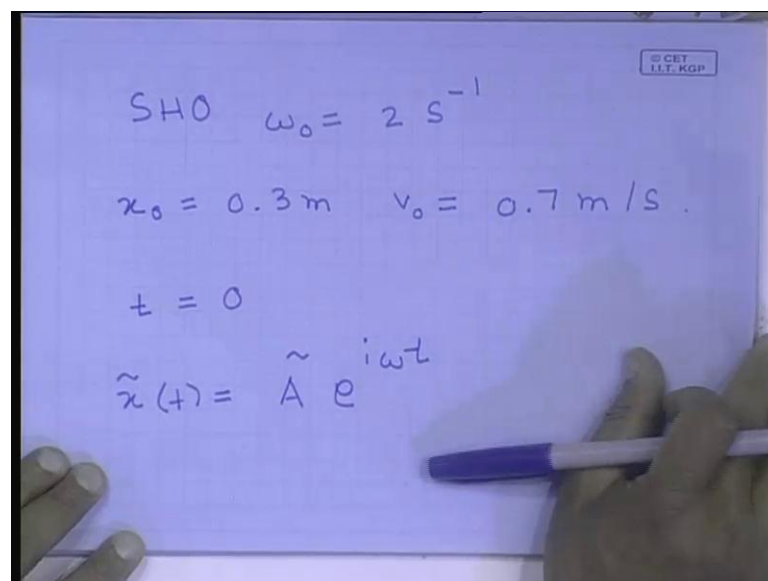 © CET
I.I.T. KGP
SHO ω₀ = 2 s⁻¹
x₀ = 0.3 m v₀ = 0.7 m/s.
t = 0
x̃(t) = Ã e^{iωt}